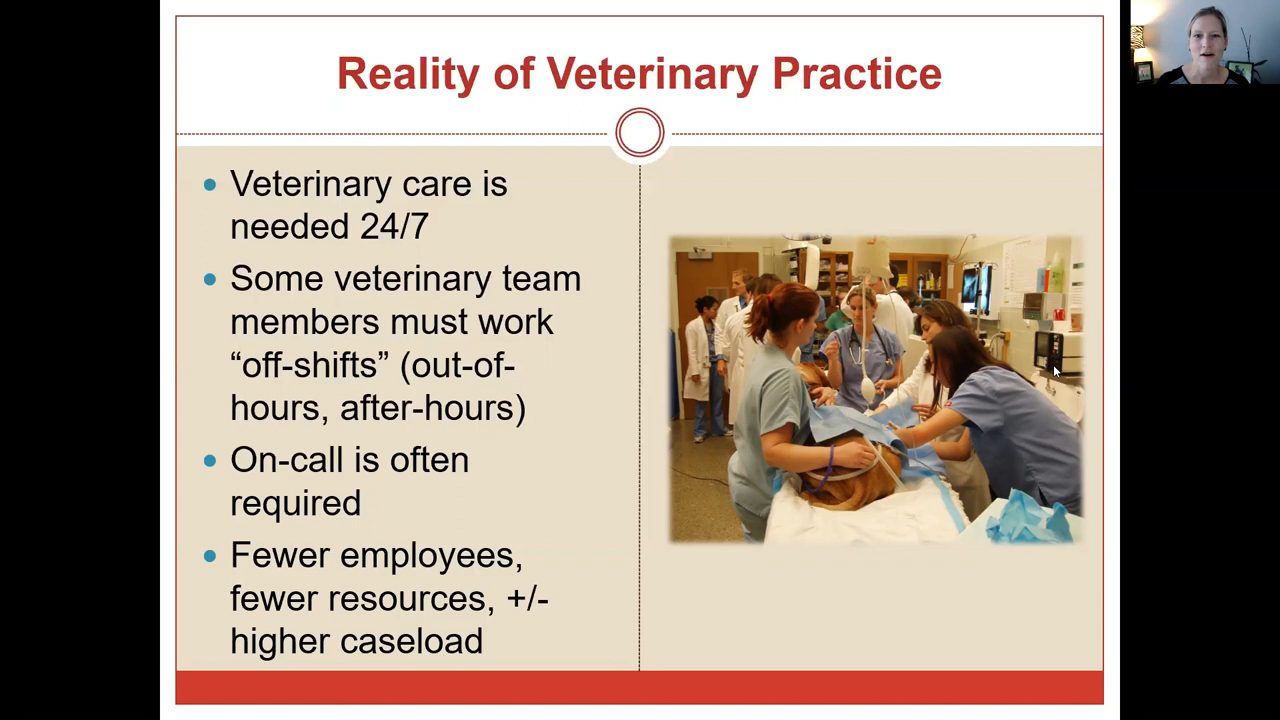 Reality of Veterinary Practice
• Veterinary care is
needed 24/7
• Some veterinary team
members must work
“off-shifts” (out-of-
hours, after-hours)
• On-call is often
required
• Fewer employees,
fewer resources, +/-
higher caseload